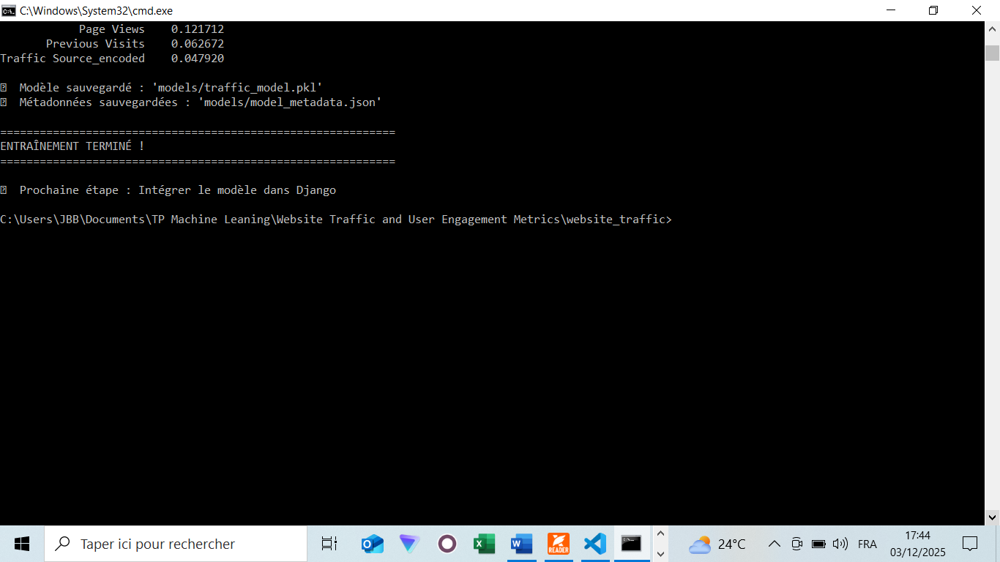 C:\Windows\System32\cmd.exe
Page Views    0.121712
Previous Visits    0.062672
Traffic Source_encoded    0.047920
Modèle sauvegardé : 'models/traffic_model.pkl'
Métadonnées sauvegardées : 'models/model_metadata.json'
============================================================
ENTRAÎNEMENT TERMINÉ !
============================================================
Prochaine étape : Intégrer le modèle dans Django
C:\Users\JBB\Documents\TP Machine Leaning\Website Traffic and User Engagement Metrics\website_traffic>
Taper ici pour rechercher
READER
24°C
FRA
17:44
03/12/2025